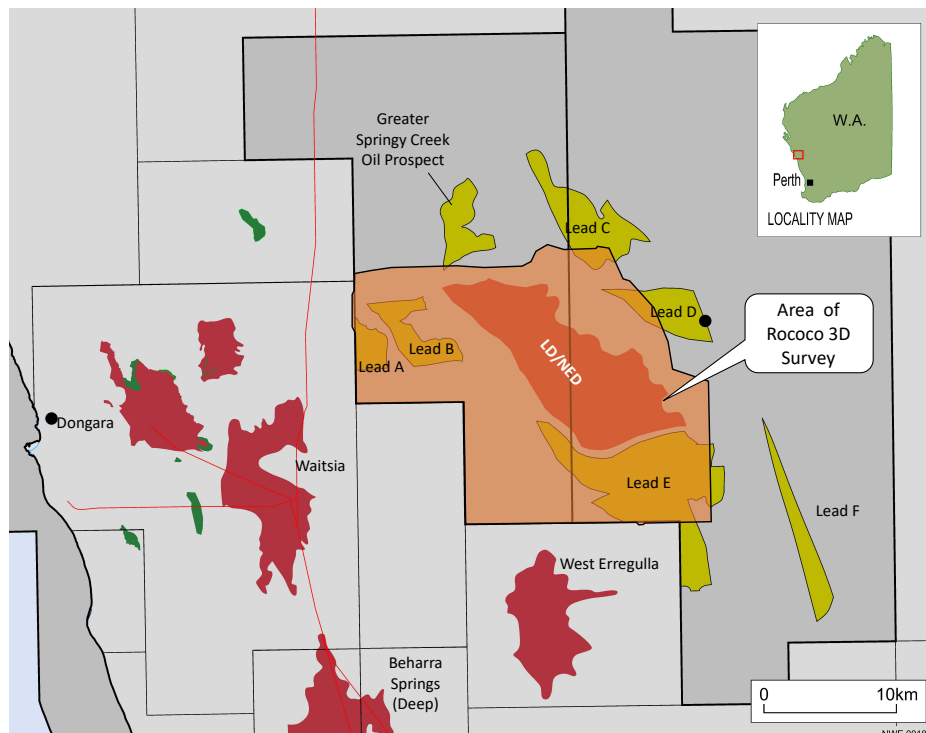 Greater
Springy Creek
Oil Prospect
W.A.
Perth
LOCALITY MAP
Lead C
Lead D
Area of
Rococo 3D
Survey
Lead B
Lead A
LD/NED
Dongara
Waitsia
Lead E
Lead F
West Erregulla
Beharra
Springs
(Deep)
0 10km